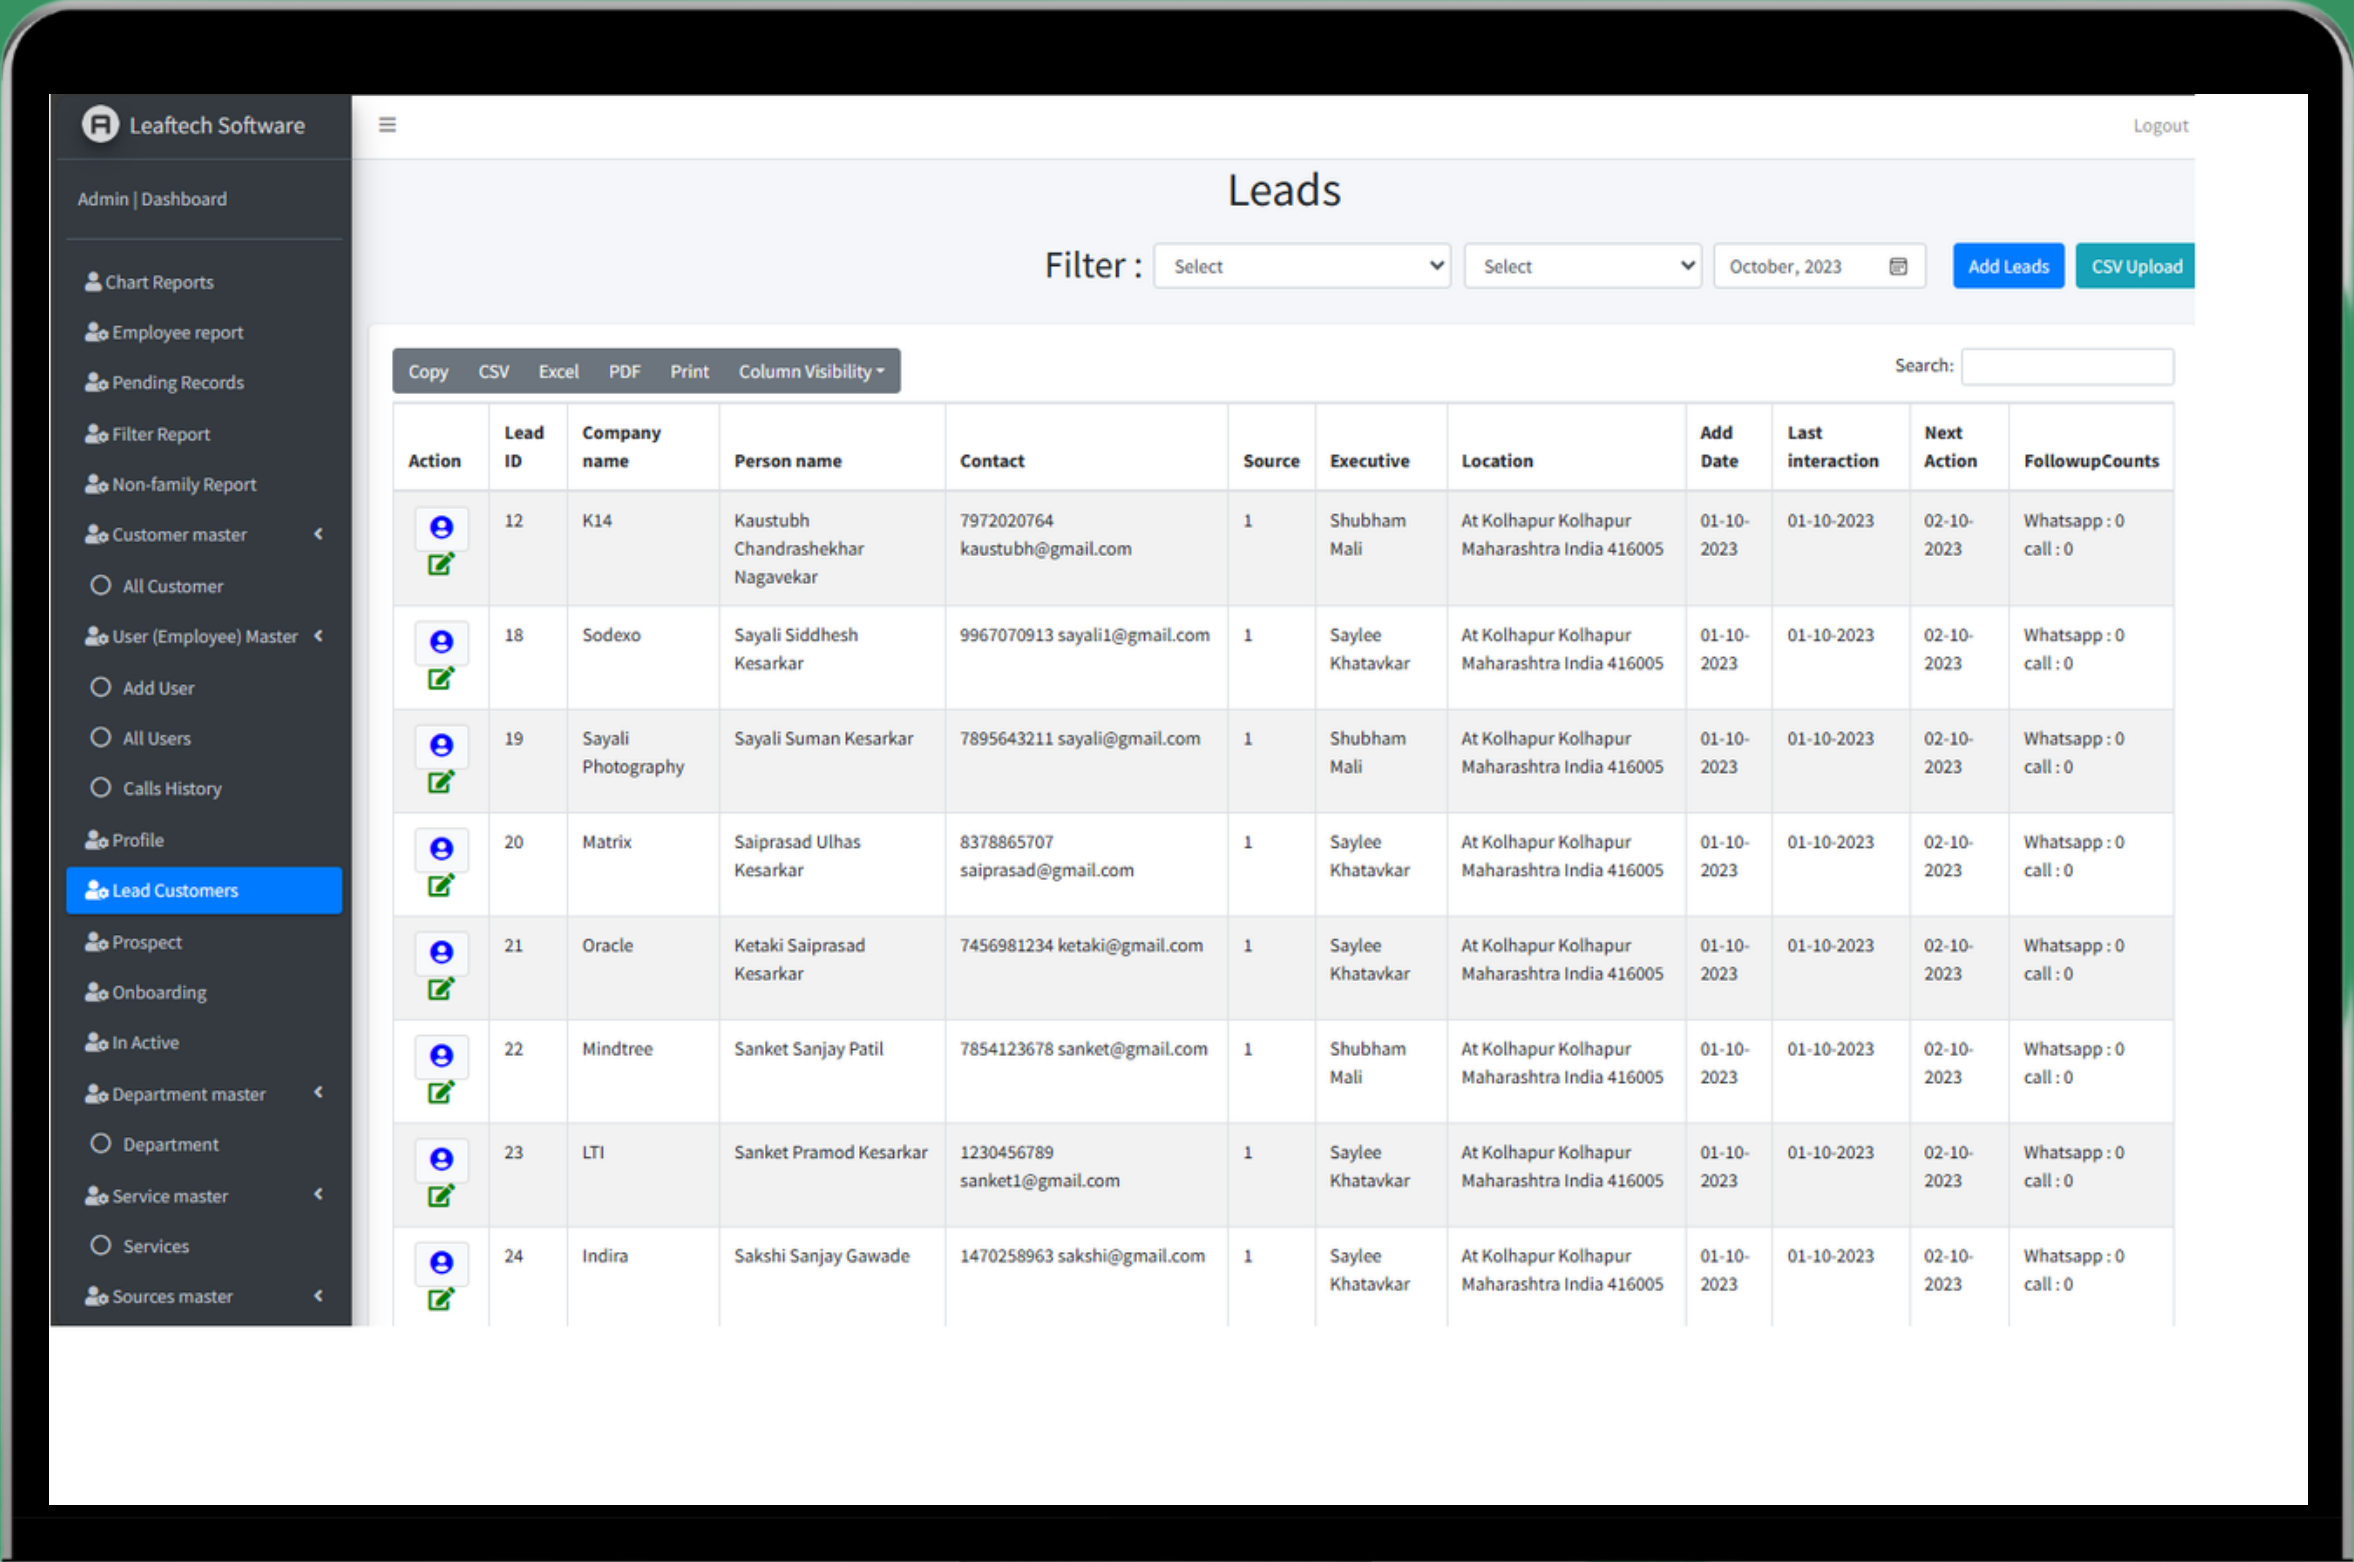 Leaftech Software
Logout
Admin | Dashboard
Chart Reports
Employee report
Pending Records
Filter Report
Non-family Report
Customer master
All Customer
User (Employee) Master
Add User
All Users
Calls History
Profile
Lead Customers
Prospect
Onboarding
In Active
Department master
Department
Service master
Services
Sources master
Leads
Filter : Select Select October, 2023 Add Leads CSV Upload
Copy CSV Excel PDF Print Column Visibility
Search:
Action Lead ID Company name Person name Contact Source Executive Location Add Date Last interaction Next Action FollowupCounts
12 K14 Kaustubh 7972020764 1 Shubham At Kolhapur Kolhapur 01-10- 01-10-2023 02-10- Whatsapp : 0
Chandrashekhar kaustubh@gmail.com Mali Maharashtra India 416005 2023 2023 call : 0
Nagavekar
18 Sodexo Sayali Siddhesh 9967070913 sayali1@gmail.com 1 Saylee At Kolhapur Kolhapur 01-10- 01-10-2023 02-10- Whatsapp : 0
Kesarkar Khatavkar Maharashtra India 416005 2023 2023 call : 0
19 Sayali Sayali Suman Kesarkar 7895643211 sayali@gmail.com 1 Shubham At Kolhapur Kolhapur 01-10- 01-10-2023 02-10- Whatsapp : 0
Photography Mali Maharashtra India 416005 2023 2023 call : 0
20 Matrix Saiprasad Ulhas 8378865707 1 Saylee At Kolhapur Kolhapur 01-10- 01-10-2023 02-10- Whatsapp : 0
Kesarkar saiprasad@gmail.com Khatavkar Maharashtra India 416005 2023 2023 call : 0
21 Oracle Ketaki Saiprasad 7456981234 ketaki@gmail.com 1 Saylee At Kolhapur Kolhapur 01-10- 01-10-2023 02-10- Whatsapp : 0
Kesarkar Khatavkar Maharashtra India 416005 2023 2023 call : 0
22 Mindtree Sanket Sanjay Patil 7854123678 sanket@gmail.com 1 Shubham At Kolhapur Kolhapur 01-10- 01-10-2023 02-10- Whatsapp : 0
Mali Maharashtra India 416005 2023 2023 call : 0
23 LTI Sanket Pramod Kesarkar 1230456789 1 Saylee At Kolhapur Kolhapur 01-10- 01-10-2023 02-10- Whatsapp : 0
sanket1@gmail.com Khatavkar Maharashtra India 416005 2023 2023 call : 0
24 Indira Sakshi Sanjay Gawade 1470258963 sakshi@gmail.com 1 Saylee At Kolhapur Kolhapur 01-10- 01-10-2023 02-10- Whatsapp : 0
Khatavkar Maharashtra India 416005 2023 2023 call : 0